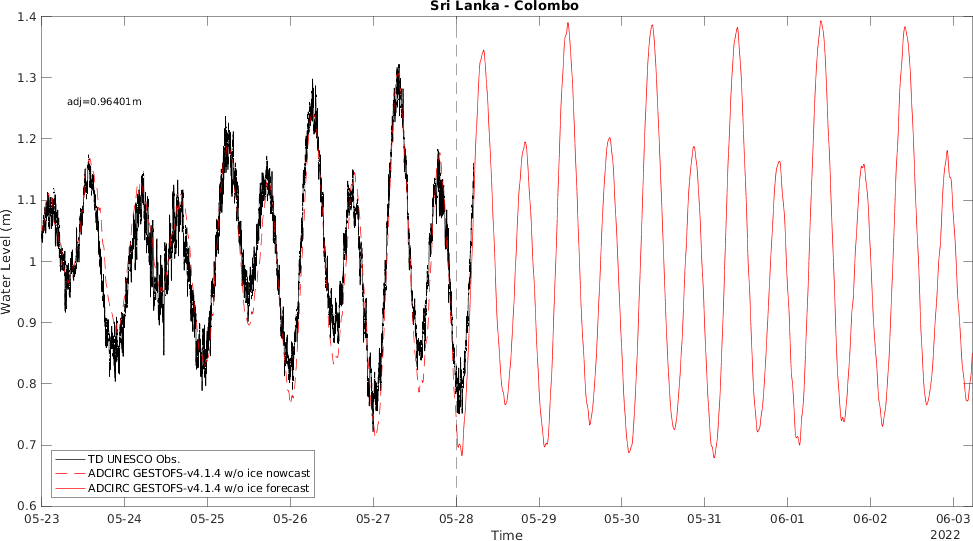 Sri Lanka - Colombo
1.4
1.3
adj=0.96401m
1.2
1.1
Water Level (m)
1
0.9
0.8
0.7
TD UNESCO Obs.
ADCIRC GESTOFS-v4.1.4 w/o ice nowcast
ADCIRC GESTOFS-v4.1.4 w/o ice forecast
0.6
05-23 05-24 05-25 05-26 05-27 05-28 05-29 05-30 05-31 06-01 06-02 06-03
Time 2022